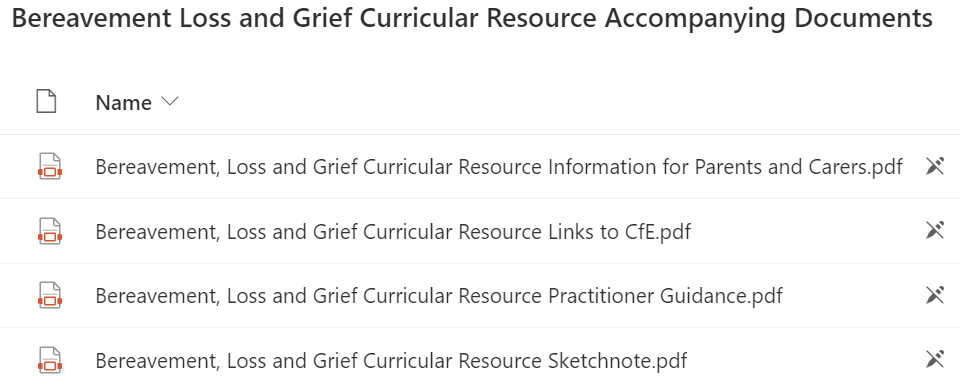 Bereavement Loss and Grief Curricular Resource Accompanying Documents
Name
Bereavement, Loss and Grief Curricular Resource Information for Parents and Carers.pdf
Bereavement, Loss and Grief Curricular Resource Links to CfE.pdf
Bereavement, Loss and Grief Curricular Resource Practitioner Guidance.pdf
Bereavement, Loss and Grief Curricular Resource Sketchnote.pdf